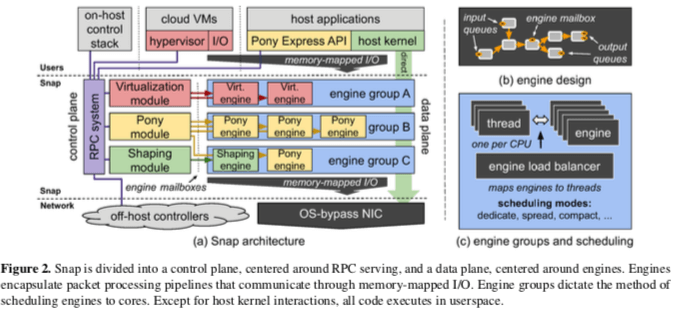 on-host control stack
cloud VMs
hypervisor I/O
host applications
Pony Express API host kernel
memory-mapped I/O
Users
Snap
control plane
RPC system
Virtualization module
Virt. engine
Virt. engine
engine group A
Pony module
Pony engine
Pony engine
Pony engine
group B
Shaping module
Shaping engine
Pony engine
engine group C
data plane
engine mailboxes
memory-mapped I/O
Snap
Network
off-host controllers
OS-bypass NIC
(a) Snap architecture
input queues
engine mailbox
output queues
(b) engine design
thread
engine
one per CPU
engine load balancer
maps engines to threads
scheduling modes:
dedicate, spread, compact, ...
(c) engine groups and scheduling
Figure 2. Snap is divided into a control plane, centered around RPC serving, and a data plane, centered around engines. Engines
encapsulate packet processing pipelines that communicate through memory-mapped I/O. Engine groups dictate the method of
scheduling engines to cores. Except for host kernel interactions, all code executes in userspace.